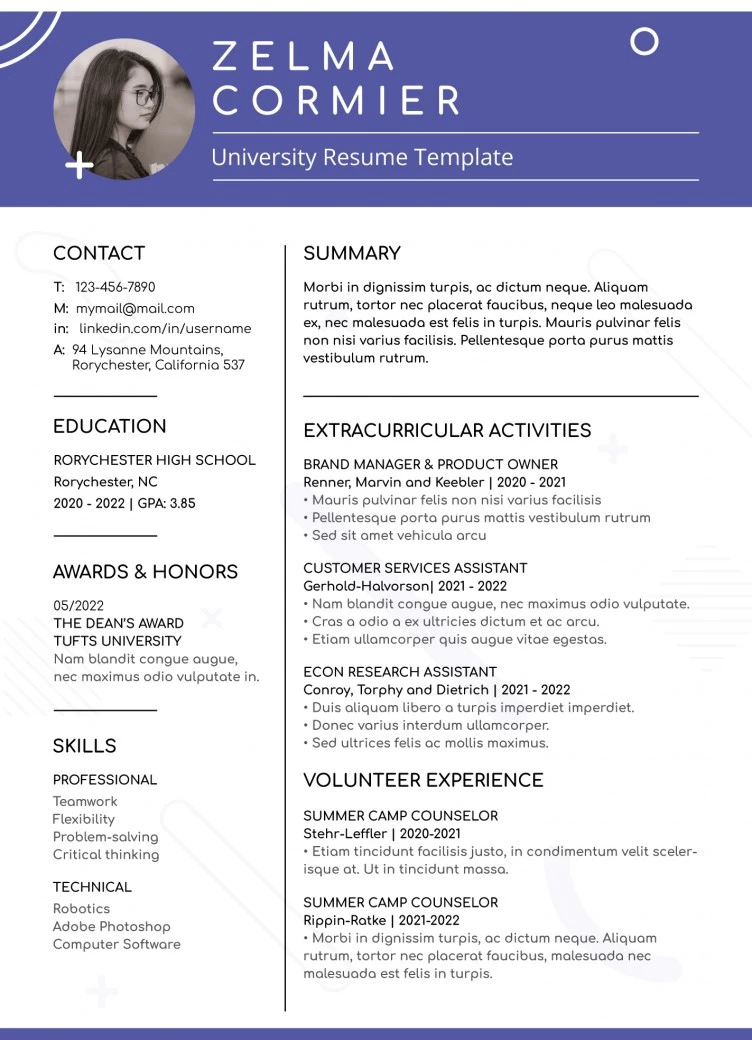 ZELMA
CORMIER
University Resume Template
CONTACT
T: 123-456-7890
M: mymail@mail.com
in: linkedin.com/in/username
A: 94 Lysanne Mountains,
Rorychester, California 537
EDUCATION
RORYCHESTER HIGH SCHOOL
Rorychester, NC
2020 - 2022 | GPA: 3.85
AWARDS & HONORS
05/2022
THE DEAN'S AWARD
TUFTS UNIVERSITY
Nam blandit congue augue,
nec maximus odio vulputate in.
SKILLS
PROFESSIONAL
Teamwork
Flexibility
Problem-solving
Critical thinking
TECHNICAL
Robotics
Adobe Photoshop
Computer Software
SUMMARY
Morbi in dignissim turpis, ac dictum neque. Aliquam
rutrum, tortor nec placerat faucibus, neque leo malesuada
ex, nec malesuada est felis in turpis. Mauris pulvinar felis
non nisi varius facilisis. Pellentesque porta purus mattis
vestibulum rutrum.
EXTRACURRICULAR ACTIVITIES
BRAND MANAGER & PRODUCT OWNER
Renner, Marvin and Keebler | 2020 - 2021
• Mauris pulvinar felis non nisi varius facilisis
• Pellentesque porta purus mattis vestibulum rutrum
• Sed sit amet vehicula arcu
CUSTOMER SERVICES ASSISTANT
Gerhold-Halvorson| 2021 - 2022
• Nam blandit congue augue, nec maximus odio vulputate.
• Cras a odio a ex ultricies dictum et ac arcu.
• Etiam ullamcorper quis augue vitae egestas.
ECON RESEARCH ASSISTANT
Conroy, Torphy and Dietrich | 2021 - 2022
• Duis aliquam libero a turpis imperdiet imperdiet.
• Donec varius interdum ullamcorper.
• Sed ultrices felis ac mollis maximus.
VOLUNTEER EXPERIENCE
SUMMER CAMP COUNSELOR
Stehr-Leffler | 2020-2021
• Etiam tincidunt facilisis justo, in condimentum velit sceler-
isque at. Ut in tincidunt massa.
SUMMER CAMP COUNSELOR
Rippin-Ratke | 2021-2022
• Morbi in dignissim turpis, ac dictum neque. Aliquam
rutrum, tortor nec placerat faucibus, malesuada nec
malesuada est felis in turpis.